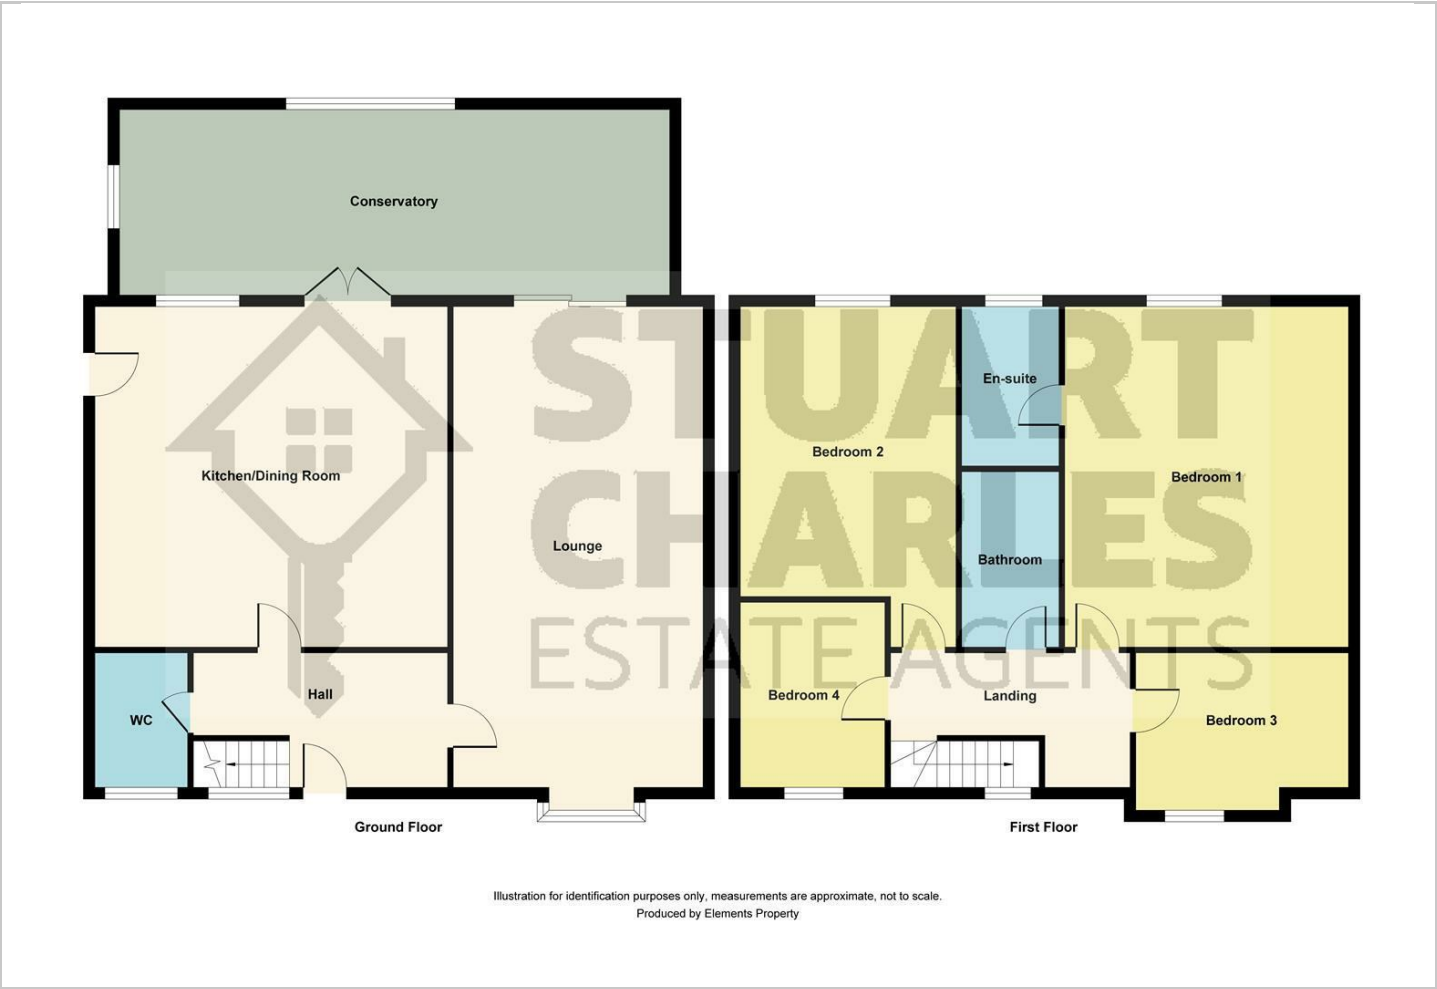 Conservatory
Kitchen/Dining Room
Lounge
Hall
WC
Ground Floor
En-suite
Bedroom 2
Bedroom 1
Bathroom
Bedroom 4
Landing
Bedroom 3
First Floor
STUART
CHARLES
ESTATE AGENTS
Illustration for identification purposes only, measurements are approximate, not to scale.
Produced by Elements Property